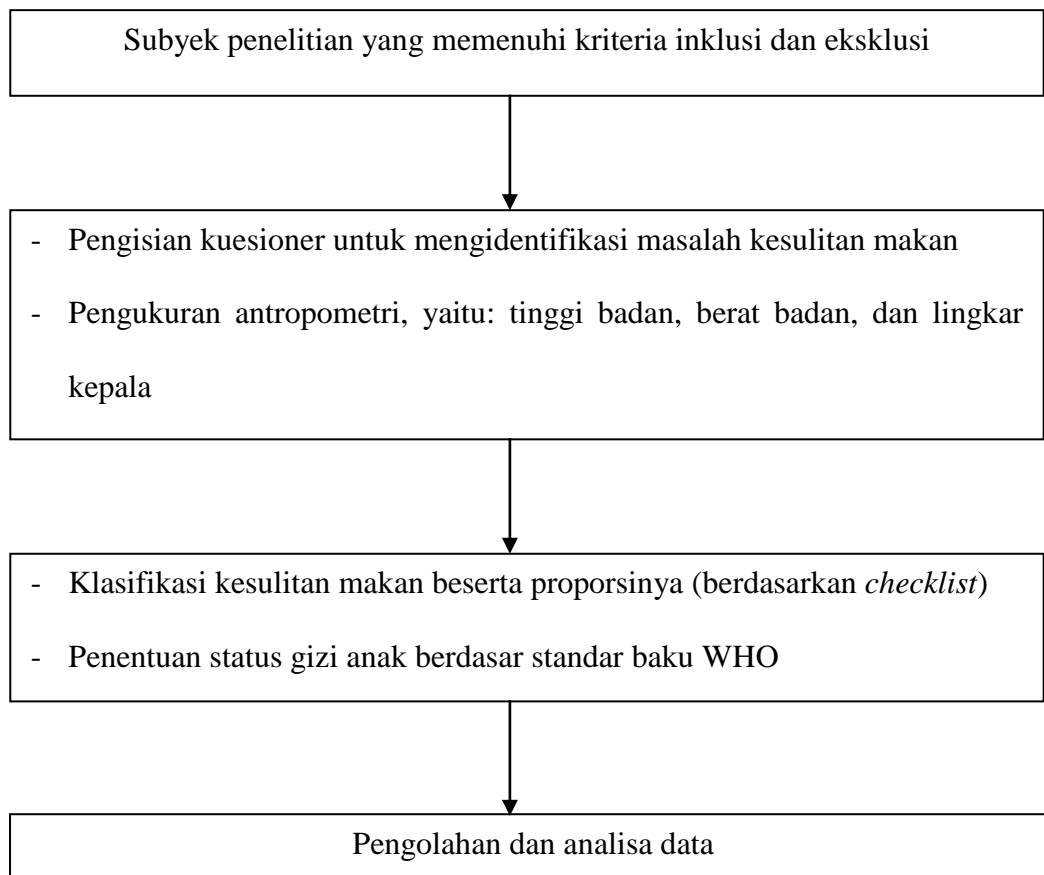 Subyek penelitian yang memenuhi kriteria inklusi dan eksklusi
- Pengisian kuesioner untuk mengidentifikasi masalah kesulitan makan
- Pengukuran antropometri, yaitu: tinggi badan, berat badan, dan lingkar
kepala
- Klasifikasi kesulitan makan beserta proporsinya (berdasarkan checklist)
- Penentuan status gizi anak berdasar standar baku WHO
Pengolahan dan analisa data